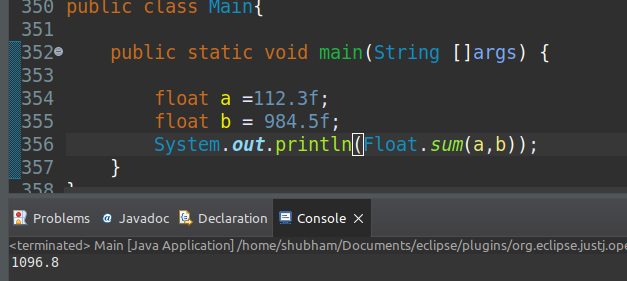 350 public class Main{
351
352 public static void main(String []args) {
353
354 float a =112.3f;
355 float b = 984.5f;
356 System.out.println(Float.sum(a,b));
357 }
358 }
Problems @ Javadoc Declaration Console
<terminated> Main [Java Application] /home/shubham/Documents/eclipse/plugins/org.eclipse.justj.ope
1096.8